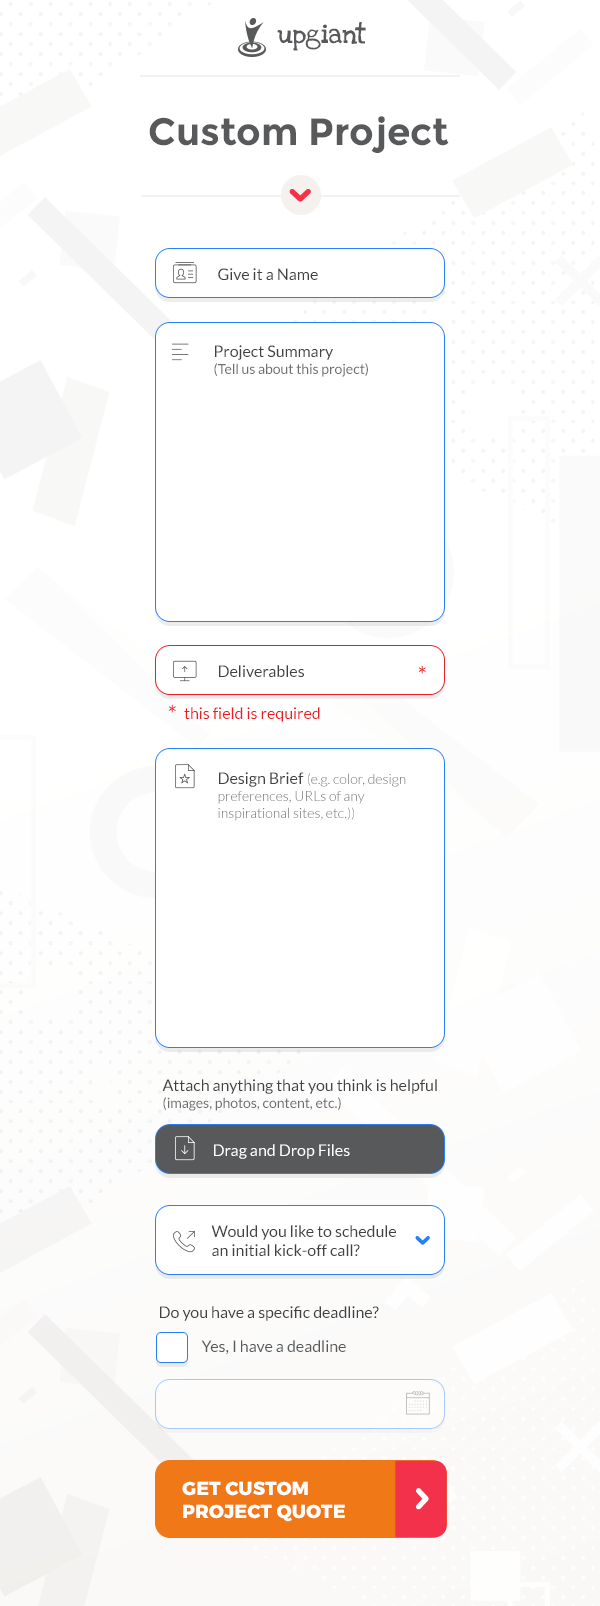 upgiant
Custom Project
Give it a Name
Project Summary
(Tell us about this project)
Deliverables *
* this field is required
Design Brief (e.g. color, design
preferences, URLs of any
inspirational sites, etc.))
Attach anything that you think is helpful
(images, photos, content, etc.)
Drag and Drop Files
Would you like to schedule
an initial kick-off call?
Do you have a specific deadline?
Yes, I have a deadline
GET CUSTOM
PROJECT QUOTE